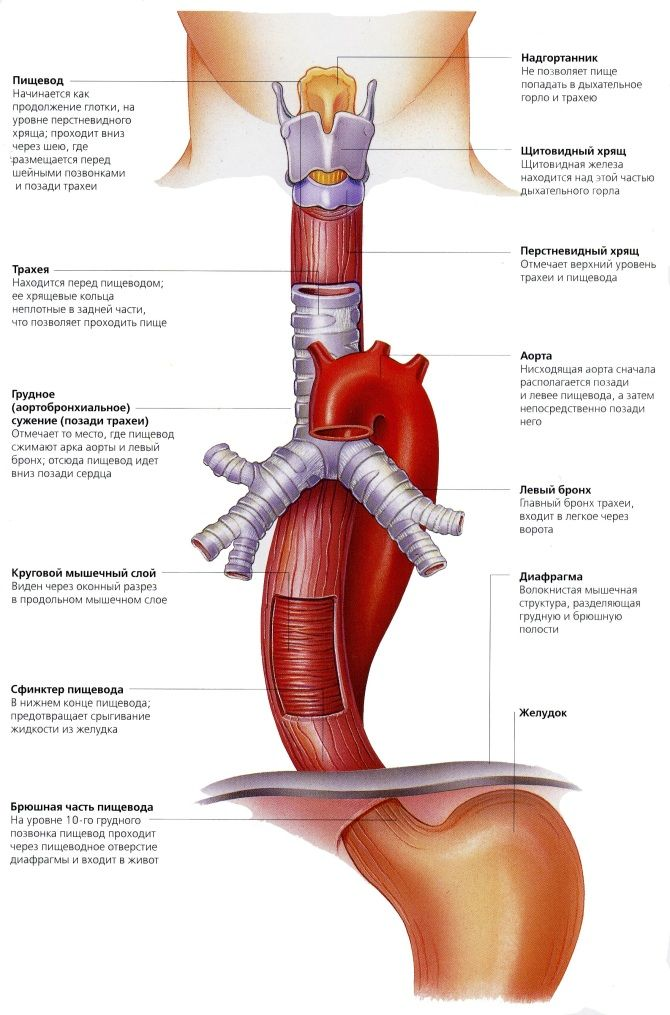 Пищевод
Начинается как
продолжение глотки, на
уровне перстневидного
хряща; проходит вниз
через шею, где
размещается перед
шейными позвонками
и позади трахеи
Трахея
Находится перед пищеводом;
ее хрящевые кольца
неплотные в задней части,
что позволяет проходить пище
Грудное
(аортобронхиальное)
сужение (позади трахеи)
Отмечает то место, где пищевод
сжимают арка аорты и левый
бронх; отсюда пищевод идет
вниз позади сердца
Круговой мышечный слой
Виден через оконный разрез
в продольном мышечном слое
Сфинктер пищевода
В нижнем конце пищевода;
предотвращает срыгивание
жидкости из желудка
Брюшная часть пищевода
На уровне 10-го грудного
позвонка пищевод проходит
через пищеводное отверстие
диафрагмы и входит в живот
Надгортанник
Не позволяет пище
попадать в дыхательное
горло и трахею
Щитовидный хрящ
Щитовидная железа
находится над этой частью
дыхательного горла
Перстневидный хрящ
Отмечает верхний уровень
трахеи и пищевода
Аорта
Нисходящая аорта сначала
располагается позади
и левее пищевода, а затем
непосредственно позади
него
Левый бронх
Главный бронх трахеи,
входит в легкое через
ворота
Диафрагма
Волокнистая мышечная
структура, разделяющая
грудную и брюшную
полости
Желудок